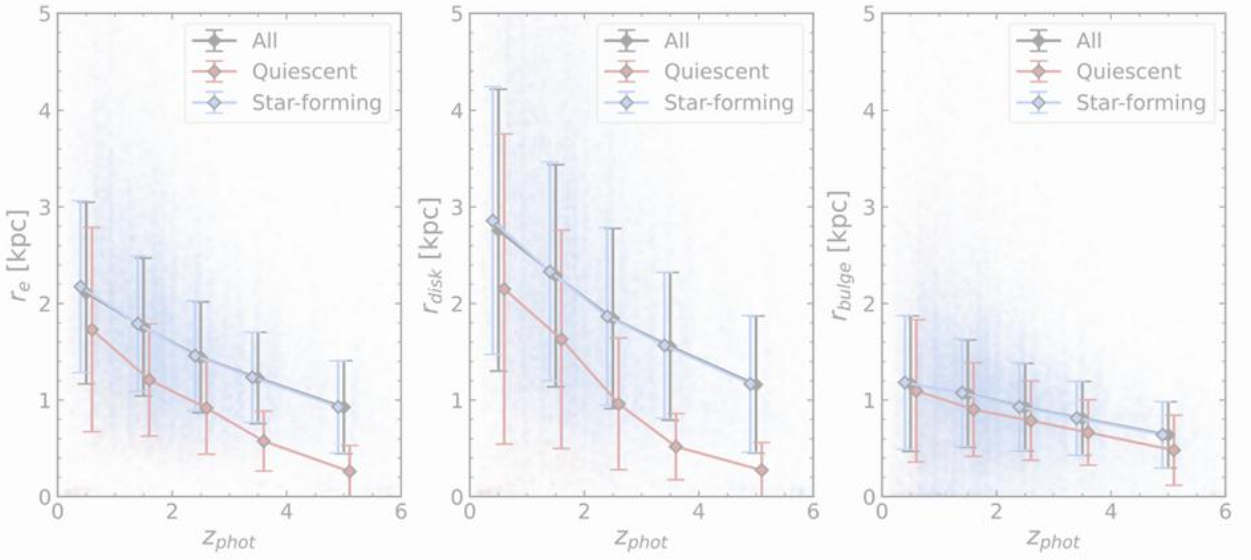 5
4
3
2
1
0
r_e [kpc]
All
Quiescent
Star-forming
0 2 4 6
z_phot
5
4
3
2
1
0
r_disk [kpc]
All
Quiescent
Star-forming
0 2 4 6
z_phot
5
4
3
2
1
0
r_bulge [kpc]
All
Quiescent
Star-forming
0 2 4 6
z_phot